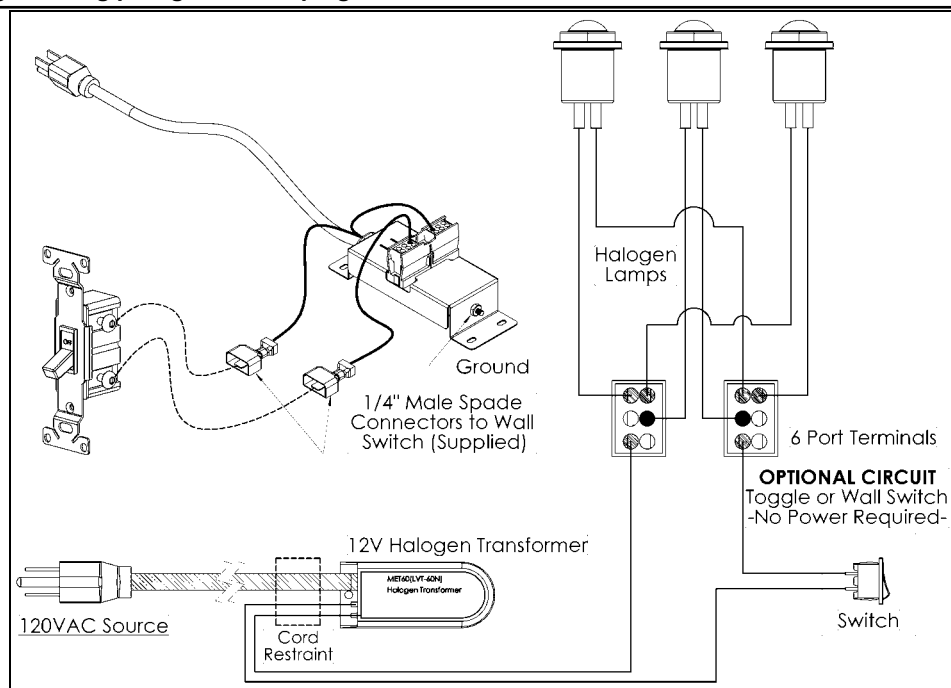 OFF
Halogen
Lamps
Ground
1/4" Male Spade
Connectors to Wall
Switch (Supplied)
6 Port Terminals
OPTIONAL CIRCUIT
Toggle or Wall Switch
-No Power Required-
12V Halogen Transformer
MET60(LVT-60N)
Halogen Transformer
120VAC Source
Cord
Restraint
Switch